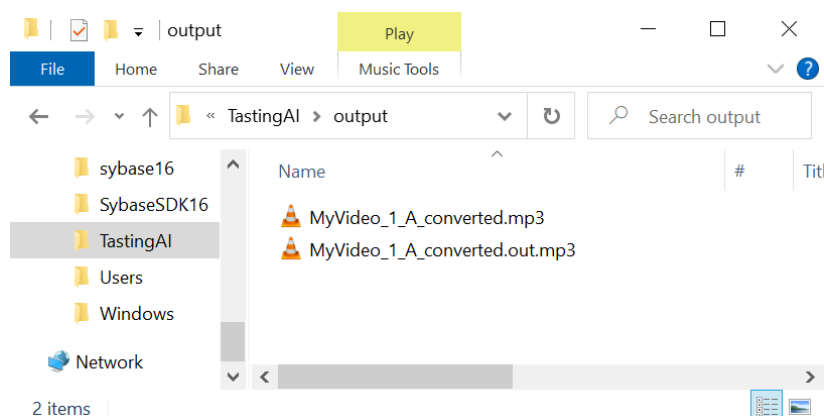 output
Play
File
Home
Share
View
Music Tools
?
« TastingAI > output
Search output
sybase16
SybaseSDK16
TastingAI
Users
Windows
Network
Name
#
MyVideo_1_A_converted.mp3
MyVideo_1_A_converted.out.mp3
2 items